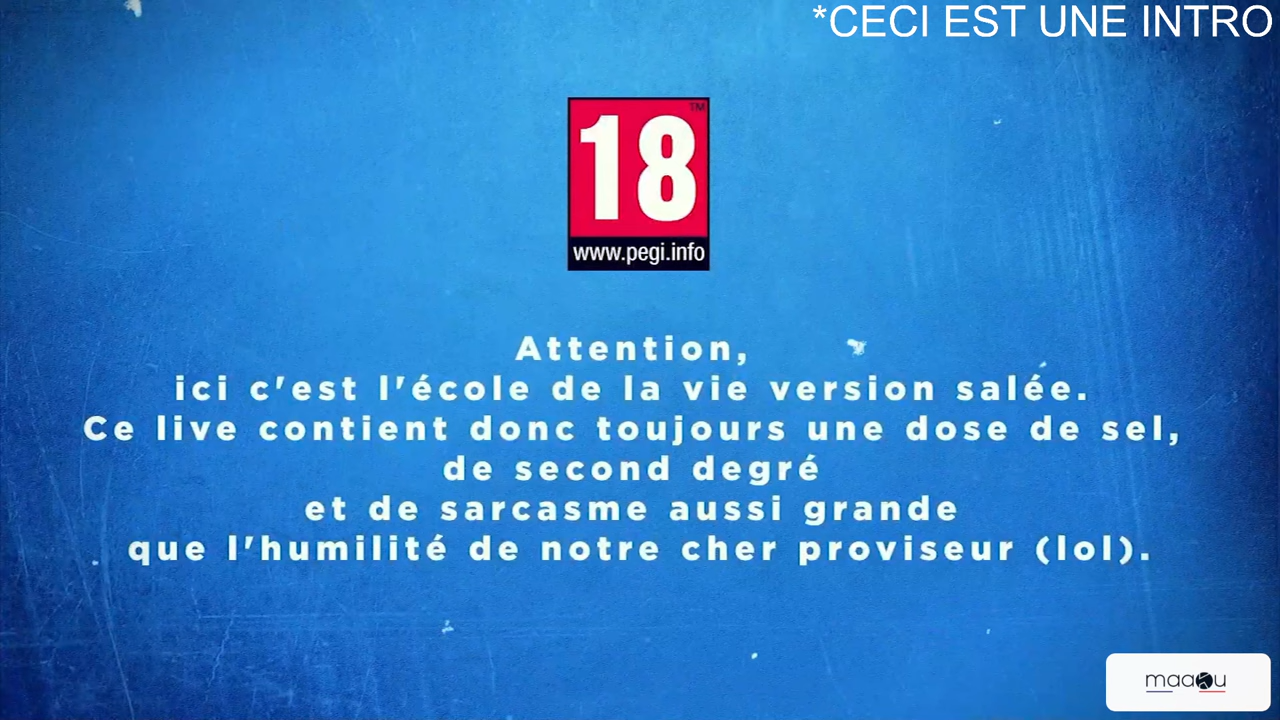 *CECI EST UNE INTRO
18
TM
www.pegi.info
Attention,
ici c'est l'école de la vie version salée.
Ce live contient donc toujours une dose de sel,
de second degré
et de sarcasme aussi grande
que l'humilité de notre cher proviseur (lol).
maaKu